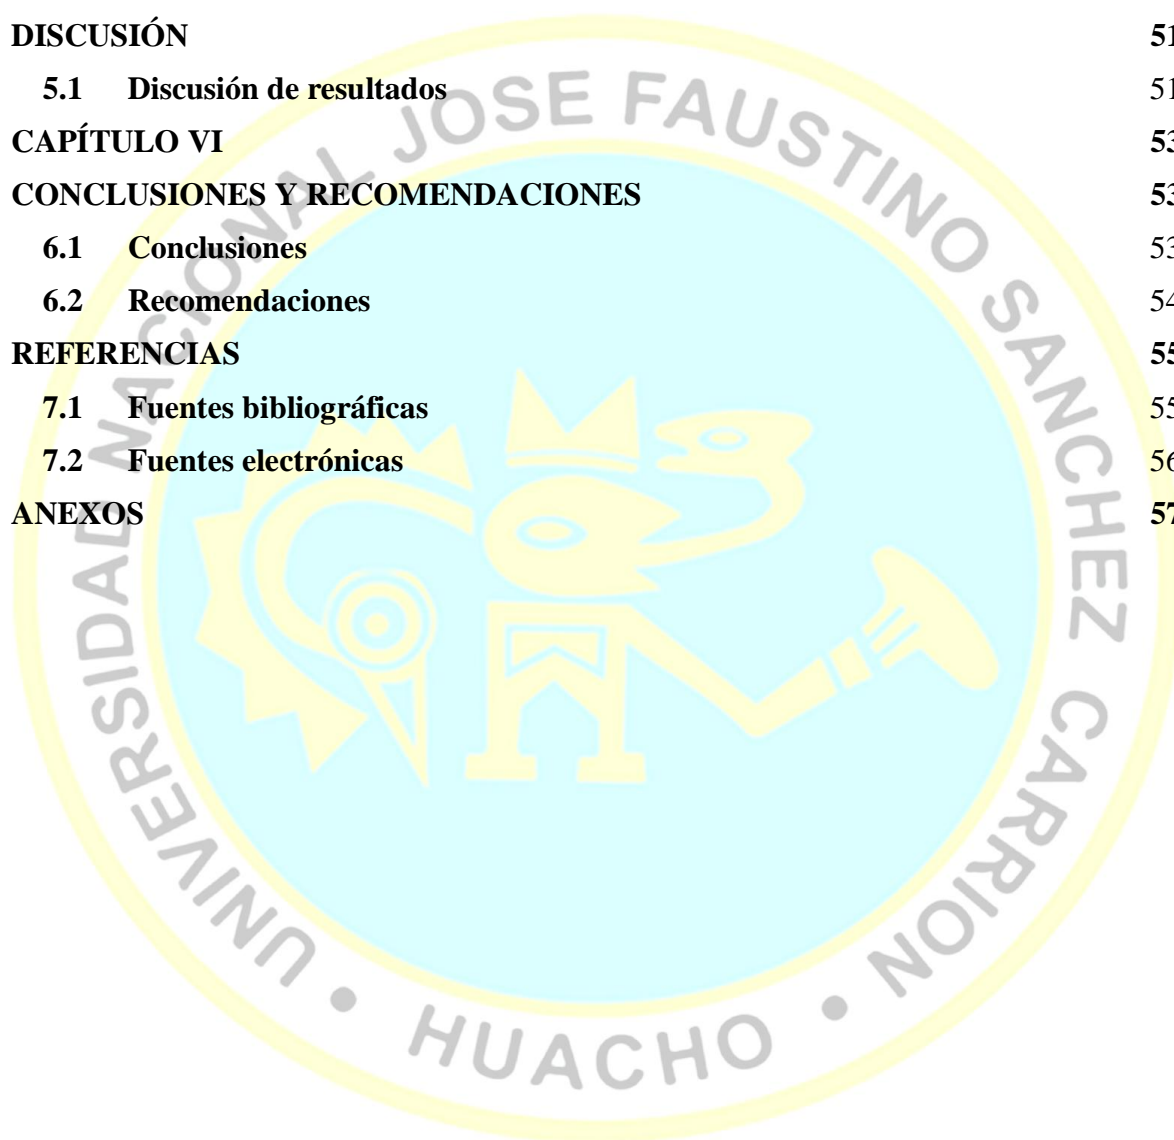 DISCUSIÓN 51
5.1 Discusión de resultados 51
CAPÍTULO VI 53
CONCLUSIONES Y RECOMENDACIONES 53
6.1 Conclusiones 53
6.2 Recomendaciones 54
REFERENCIAS 55
7.1 Fuentes bibliográficas 55
7.2 Fuentes electrónicas 56
ANEXOS 57
UNIVERSIDAD NACIONAL JOSE FAUSTINO SANCHEZ CARRION • HUACHO •